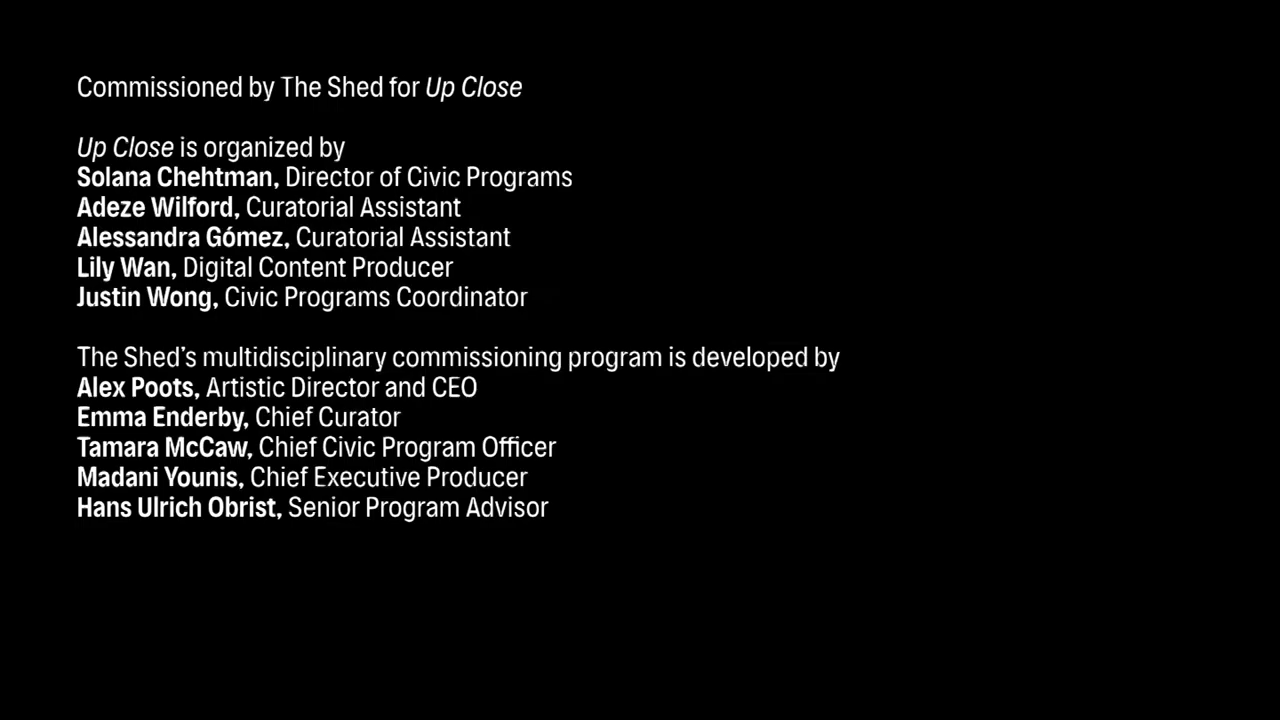 Commissioned by The Shed for Up Close
Up Close is organized by
Solana Chehtman, Director of Civic Programs
Adeze Wilford, Curatorial Assistant
Alessandra Gómez, Curatorial Assistant
Lily Wan, Digital Content Producer
Justin Wong, Civic Programs Coordinator
The Shed’s multidisciplinary commissioning program is developed by
Alex Poots, Artistic Director and CEO
Emma Enderby, Chief Curator
Tamara McCaw, Chief Civic Program Officer
Madani Younis, Chief Executive Producer
Hans Ulrich Obrist, Senior Program Advisor